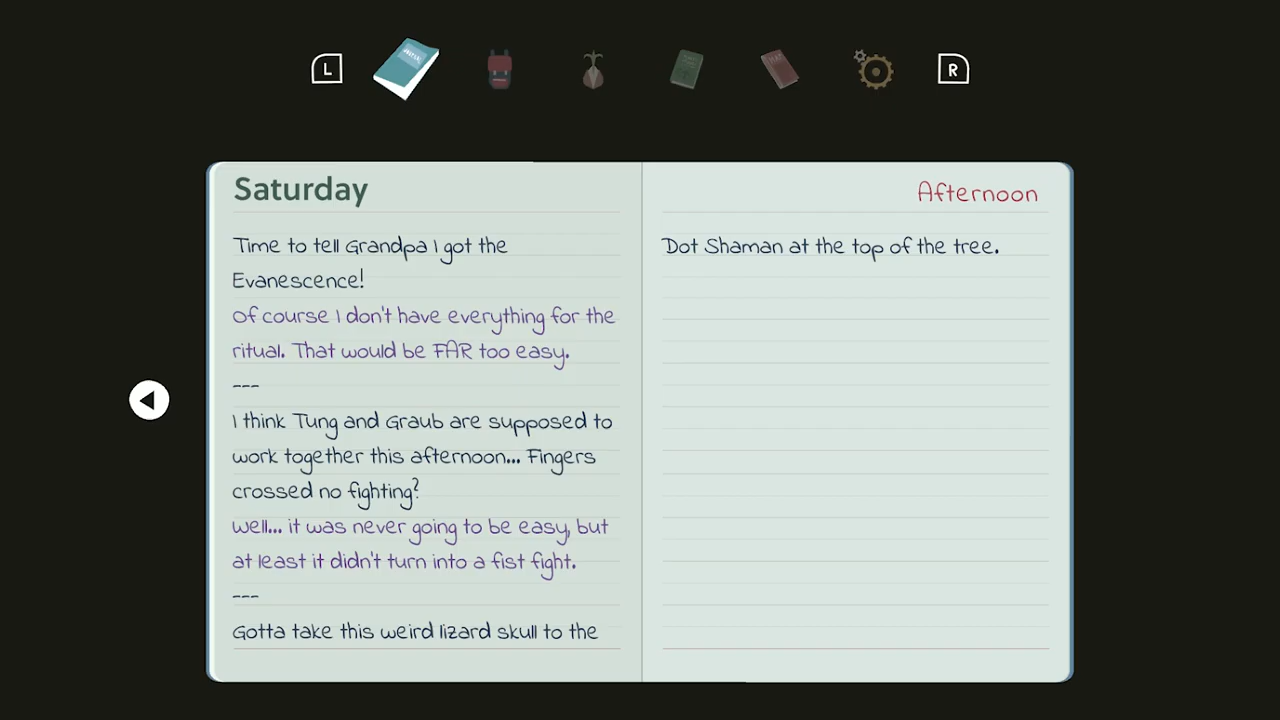 L
R
Saturday
Time to tell Grandpa I got the
Evanescence!
Of course I don't have everything for the
ritual. That would be FAR too easy.
---
I think Tung and Graub are supposed to
work together this afternoon... Fingers
crossed no fighting?
Well... it was never going to be easy, but
at least it didn't turn into a fist fight.
---
Gotta take this weird lizard skull to the
Afternoon
Dot Shaman at the top of the tree.